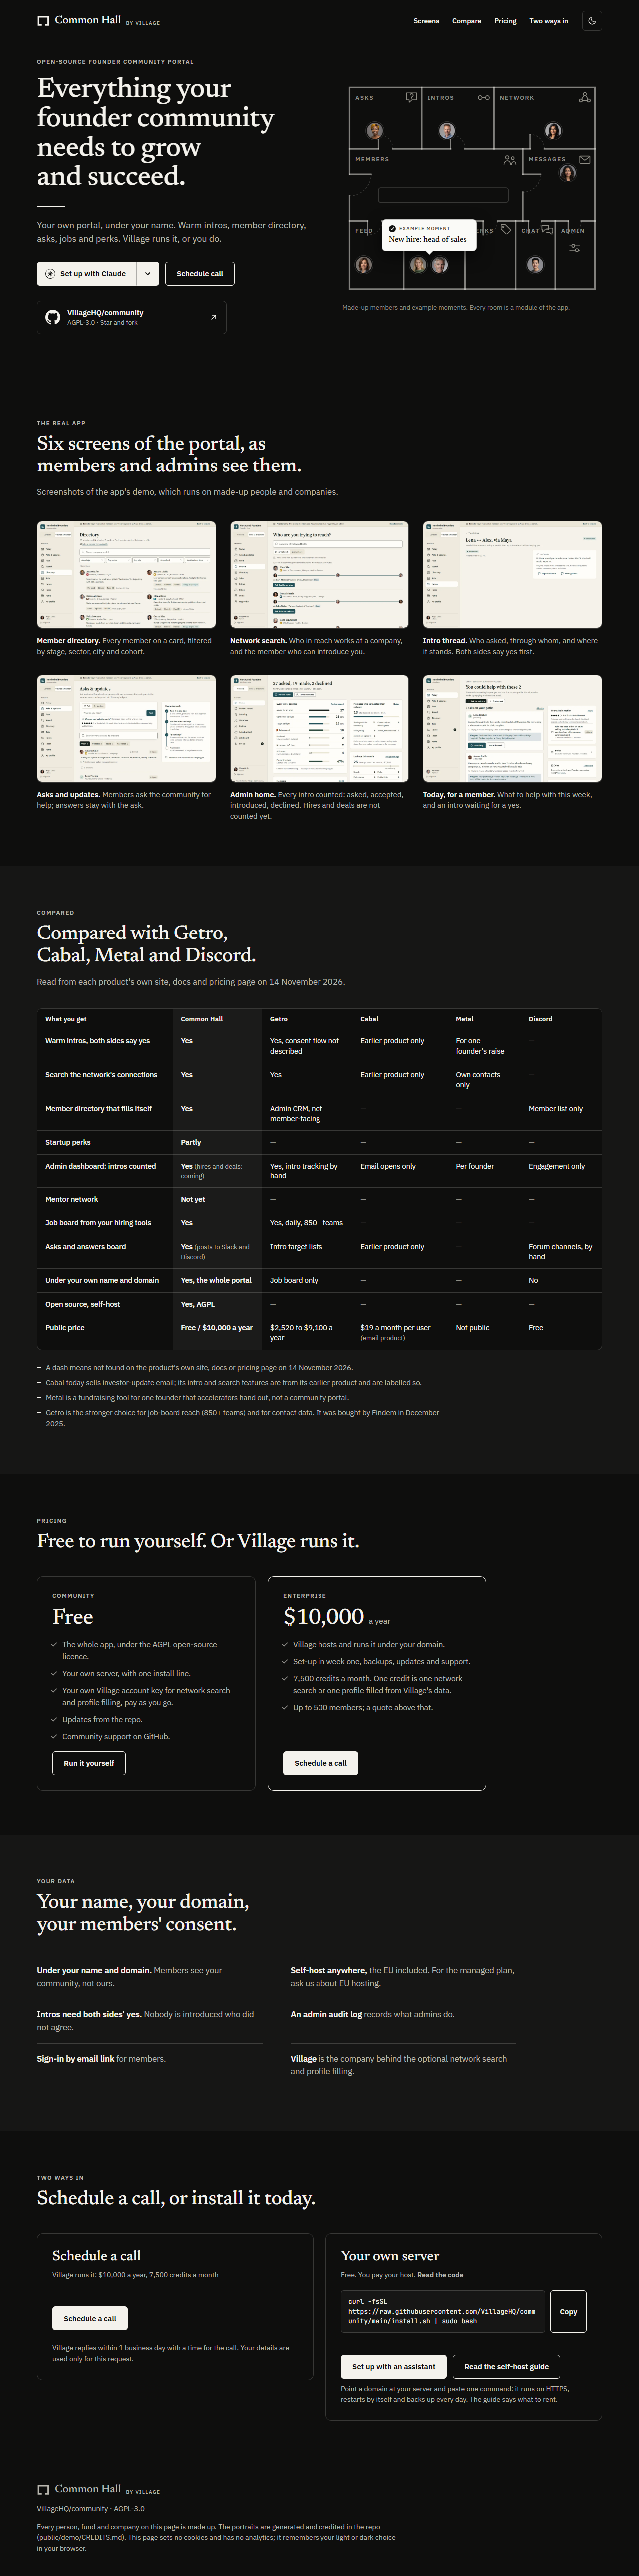 Common Hall BY VILLAGE
Screens Compare Pricing Two ways in
OPEN-SOURCE FOUNDER COMMUNITY PORTAL
Everything your
founder community
needs to grow
and succeed.
Your own portal, under your name. Warm intros, member directory,
asks, jobs and perks. Village runs it, or you do.
Set up with Claude
Schedule call
VillageHQ/community
AGPL-3.0 · Star and fork
ASKS INTROS NETWORK
MEMBERS MESSAGES
FEED CHAT ADMIN
EXAMPLE MOMENT
New hire: head of sales
Made-up members and example moments. Every room is a module of the app.
THE REAL APP
Six screens of the portal, as
members and admins see them.
Screenshots of the app's demo, which runs on made-up people and companies.
Directory
Who are you trying to reach?
Lena ↔ Alex, via Maya
Member directory. Every member on a card, filtered
by stage, sector, city and cohort.
Network search. Who in reach works at a company,
and the member who can introduce you.
Intro thread. Who asked, through whom, and where
it stands. Both sides say yes first.
Asks & updates
27 asked, 19 made, 2 declined
You could help with these 2
Asks and updates. Members ask the community for
help; answers stay with the ask.
Admin home. Every intro counted: asked, accepted,
introduced, declined. Hires and deals are not
counted yet.
Today, for a member. What to help with this week,
and an intro waiting for a yes.
COMPARED
Compared with Getro,
Cabal, Metal and Discord.
Read from each product's own site, docs and pricing page on 14 November 2026.
What you get Common Hall Getro Cabal Metal Discord
Warm intros, both sides say yes Yes Yes, consent flow not described Earlier product only For one founder's raise —
Search the network's connections Yes Yes Earlier product only Own contacts only —
Member directory that fills itself Yes Admin CRM, not member-facing — — Member list only
Startup perks Partly — — — —
Admin dashboard: intros counted Yes (hires and deals: coming) Yes, intro tracking by hand Email opens only Per founder Engagement only
Mentor network Not yet — — — —
Job board from your hiring tools Yes Yes, daily, 850+ teams — — —
Asks and answers board Yes (posts to Slack and Discord) Intro target lists Earlier product only — Forum channels, by hand
Under your own name and domain Yes, the whole portal Job board only — — No
Open source, self-host Yes, AGPL — — — —
Public price Free / $10,000 a year $2,520 to $9,100 a year $19 a month per user (email product) Not public Free
– A dash means not found on the product's own site, docs or pricing page on 14 November 2026.
– Cabal today sells investor-update email; its intro and search features are from its earlier product and are labelled so.
– Metal is a fundraising tool for one founder that accelerators hand out, not a community portal.
– Getro is the stronger choice for job-board reach (850+ teams) and for contact data. It was bought by Findem in December
2025.
PRICING
Free to run yourself. Or Village runs it.
COMMUNITY
Free
The whole app, under the AGPL open-source
licence.
Your own server, with one install line.
Your own Village account key for network search
and profile filling, pay as you go.
Updates from the repo.
Community support on GitHub.
Run it yourself
ENTERPRISE
$10,000 a year
Village hosts and runs it under your domain.
Set-up in week one, backups, updates and support.
7,500 credits a month. One credit is one network
search or one profile filled from Village's data.
Up to 500 members; a quote above that.
Schedule a call
YOUR DATA
Your name, your domain,
your members' consent.
Under your name and domain. Members see your
community, not ours.
Self-host anywhere, the EU included. For the managed plan,
ask us about EU hosting.
Intros need both sides' yes. Nobody is introduced who did
not agree.
An admin audit log records what admins do.
Sign-in by email link for members.
Village is the company behind the optional network search
and profile filling.
TWO WAYS IN
Schedule a call, or install it today.
Schedule a call
Village runs it: $10,000 a year, 7,500 credits a month
Schedule a call
Village replies within 1 business day with a time for the call. Your details are
used only for this request.
Your own server
Free. You pay your host. Read the code
curl -fsSL
https://raw.githubusercontent.com/VillageHQ/comm
unity/main/install.sh | sudo bash
Copy
Set up with an assistant
Read the self-host guide
Point a domain at your server and paste one command: it runs on HTTPS,
restarts by itself and backs up every day. The guide says what to rent.
Common Hall BY VILLAGE
VillageHQ/community · AGPL-3.0
Every person, fund and company on this page is made up. The portraits are generated and credited in the repo
(public/demo/CREDITS.md). This page sets no cookies and has no analytics; it remembers your light or dark choice
in your browser.